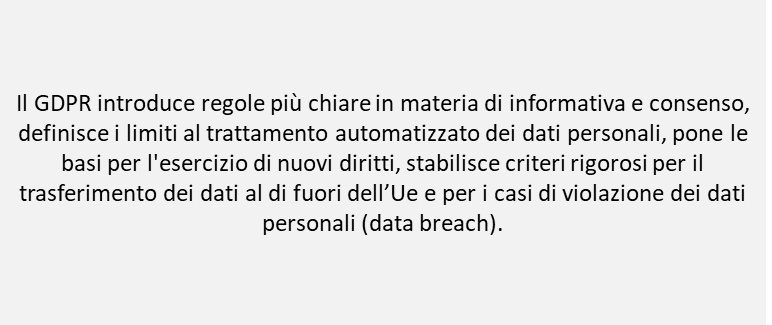 Il GDPR introduce regole più chiare in materia di informativa e consenso,
definisce i limiti al trattamento automatizzato dei dati personali, pone le
basi per l'esercizio di nuovi diritti, stabilisce criteri rigorosi per il
trasferimento dei dati al di fuori dell’Ue e per i casi di violazione dei dati
personali (data breach).